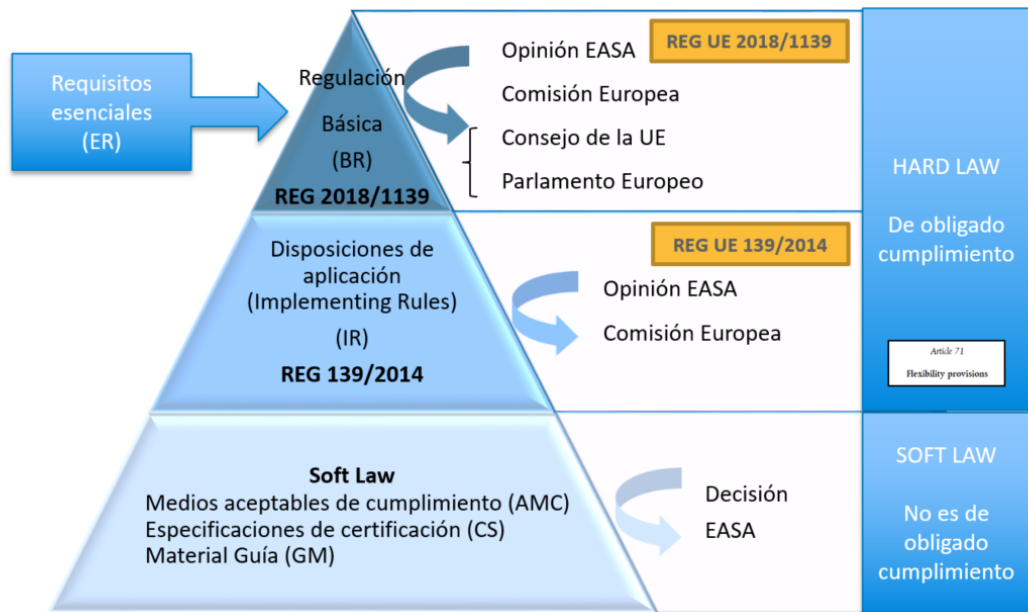 Requisitos
esenciales
(ER)
Regulación
Básica
(BR)
REG 2018/1139
Opinión EASA
REG UE 2018/1139
Comisión Europea
Consejo de la UE
Parlamento Europeo
HARD LAW
De obligado
cumplimiento
Article 71
Flexibility provisions
Disposiciones de
aplicación
(Implementing Rules)
(IR)
REG 139/2014
REG UE 139/2014
Opinión EASA
Comisión Europea
Soft Law
Medios aceptables de cumplimiento (AMC)
Especificaciones de certificación (CS)
Material Guía (GM)
Decisión
EASA
SOFT LAW
No es de
obligado
cumplimiento